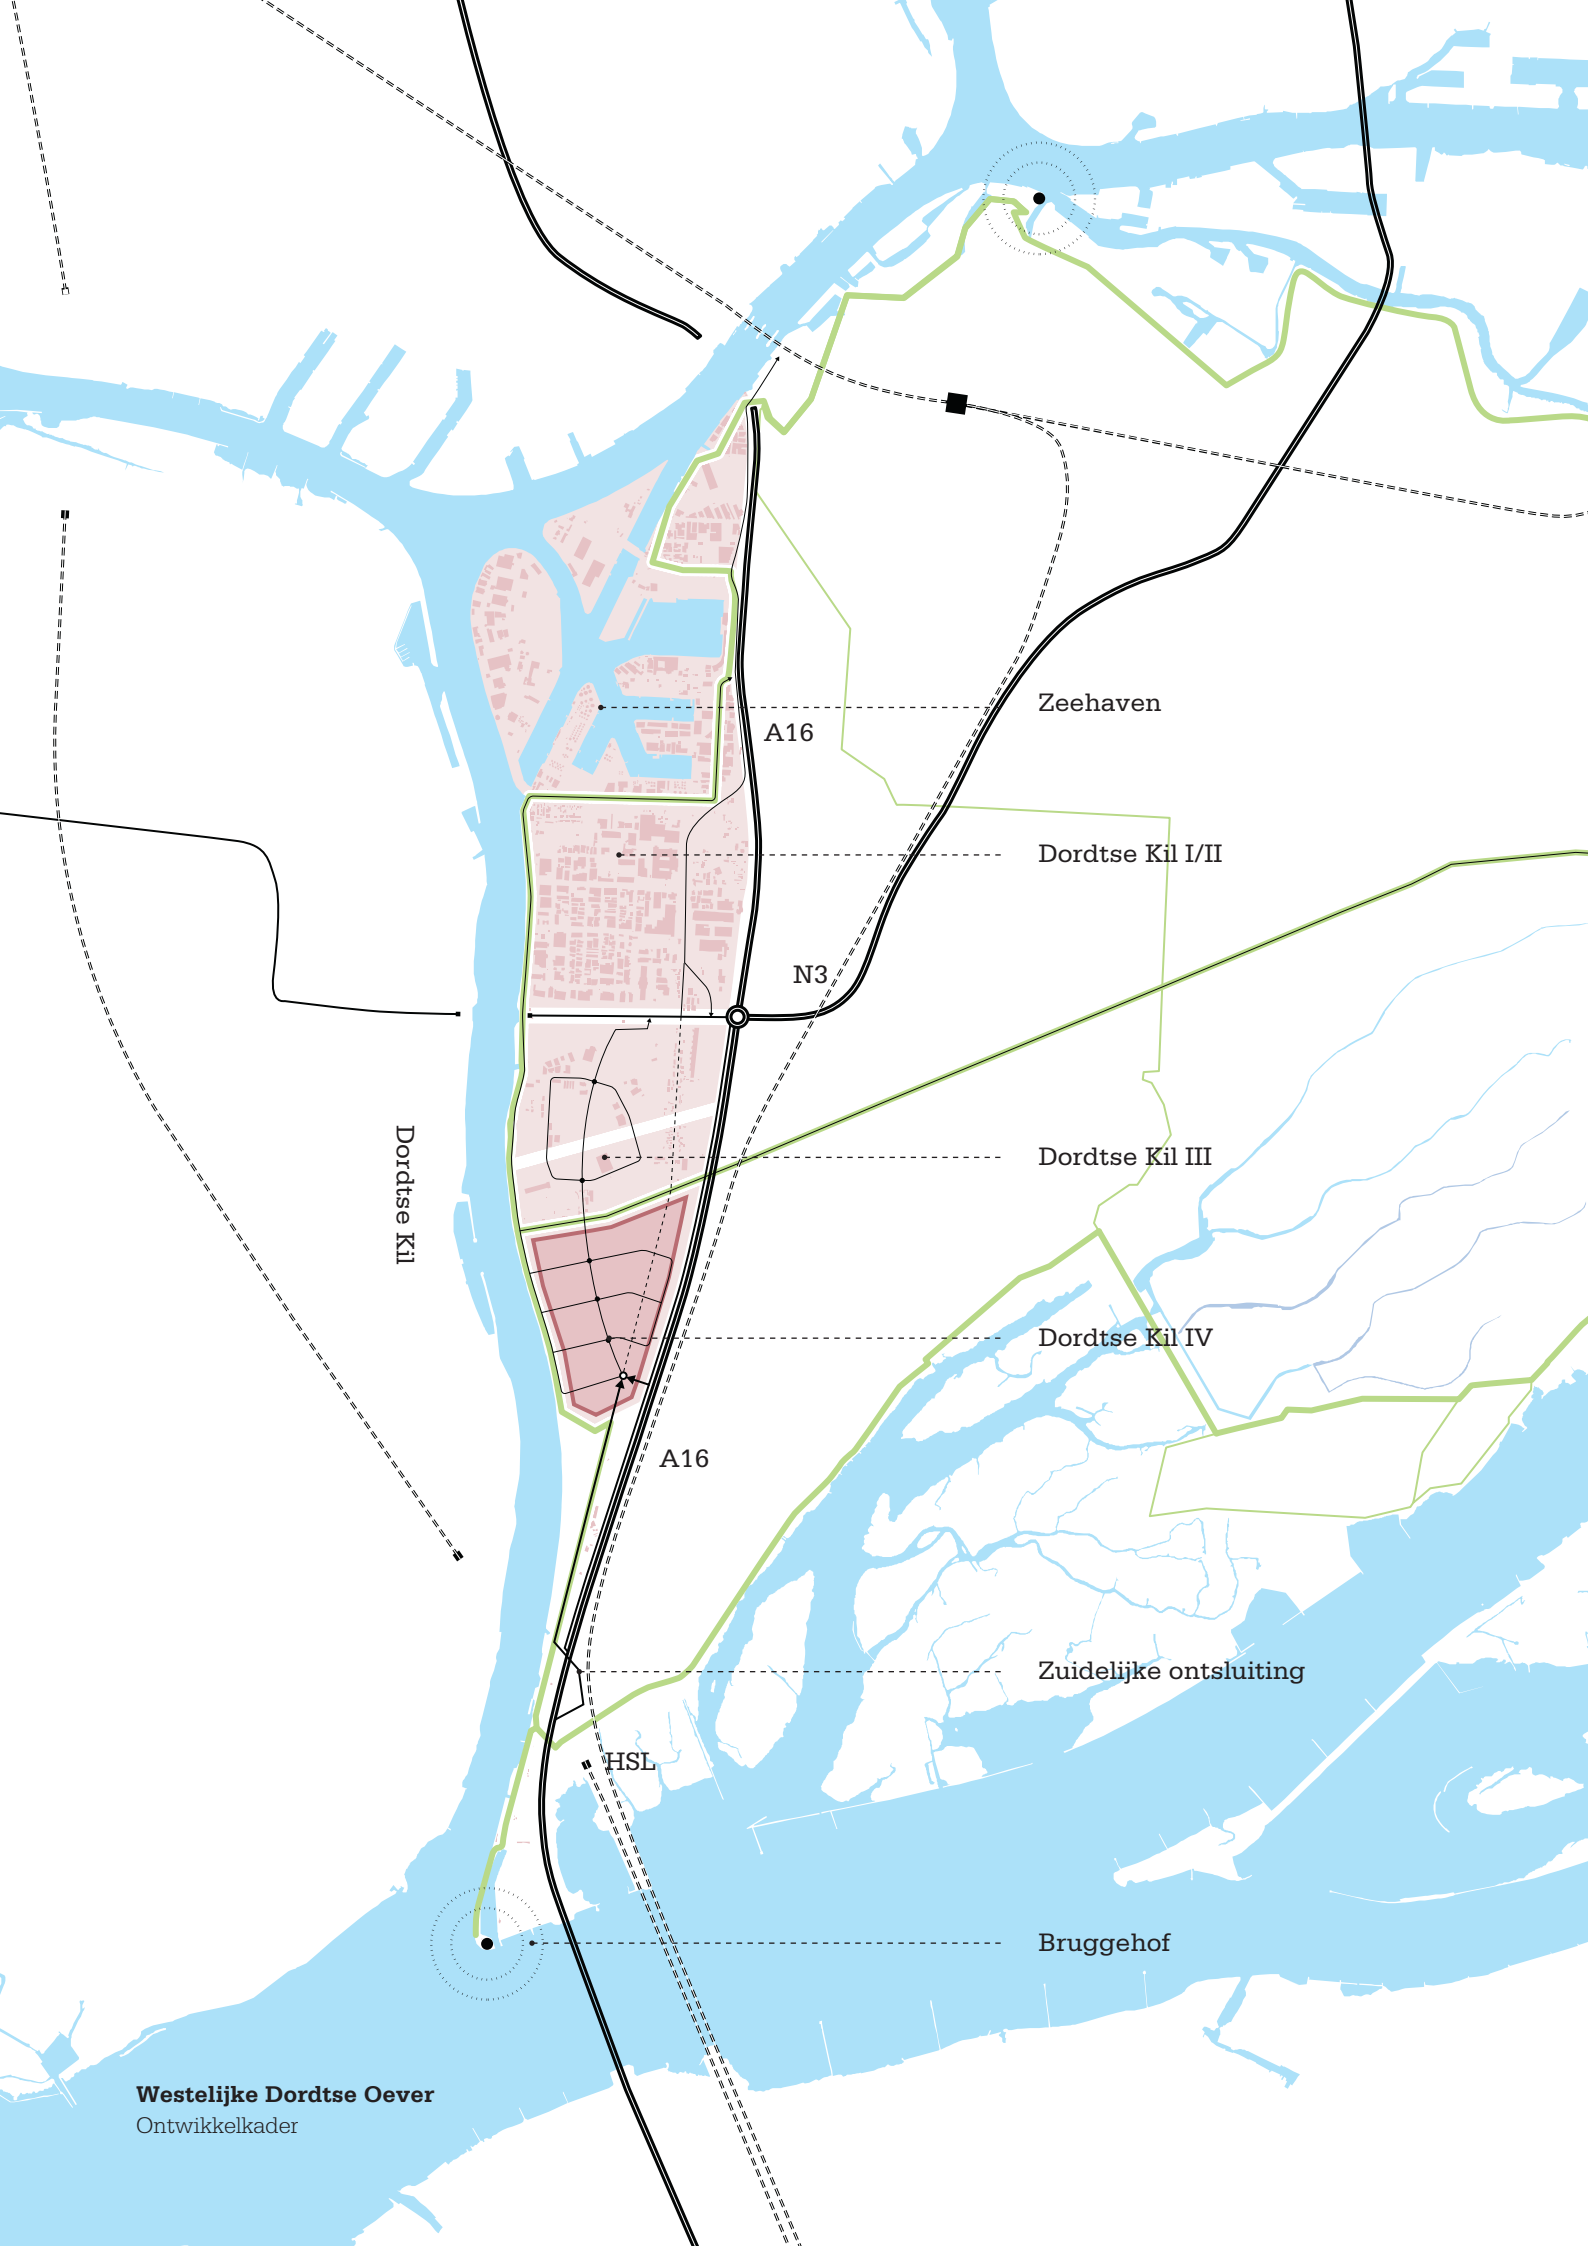 Zeehaven
A16
Dordtse Kil I/II
N3
Dordtse Kil
Dordtse Kil III
Dordtse Kil IV
A16
Zuidelijke ontsluiting
HSL
Bruggehof
Westelijke Dordtse Oever
Ontwikkelkader